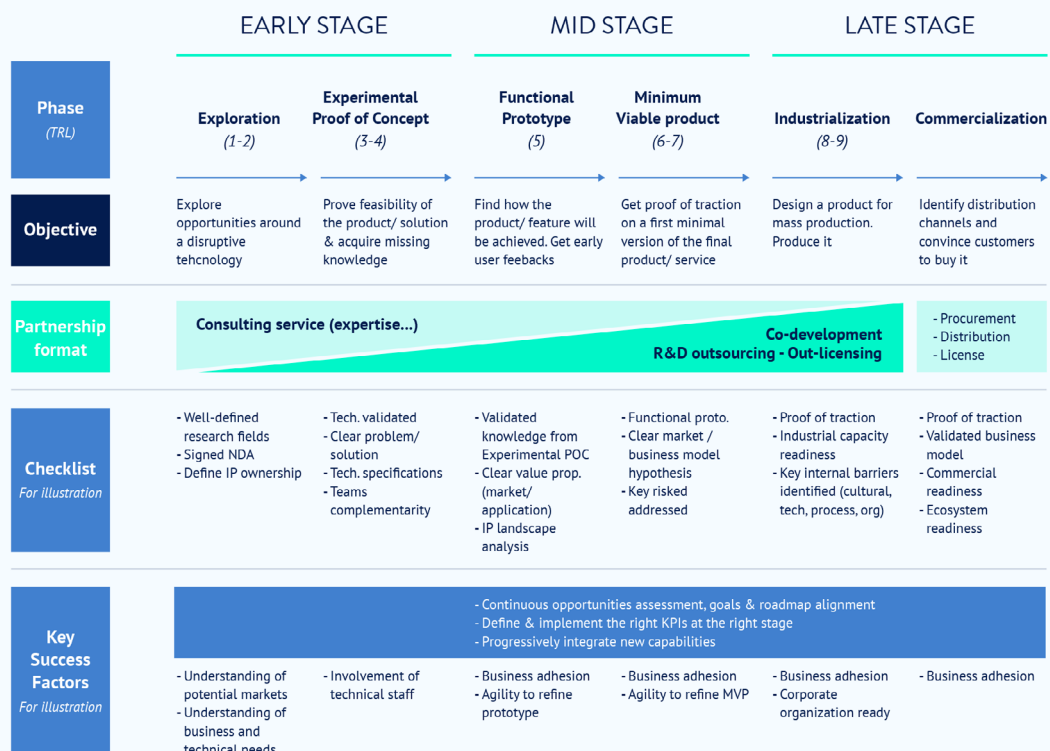 EARLY STAGE
MID STAGE
LATE STAGE
Phase
(TRL)
Exploration
(1-2)
Experimental
Proof of Concept
(3-4)
Functional
Prototype
(5)
Minimum
Viable product
(6-7)
Industrialization
(8-9)
Commercialization
Objective
Explore
opportunities around
a disruptive
tehcnology
Prove feasibility of
the product/ solution
& acquire missing
knowledge
Find how the
product/ feature will
be achieved. Get early
user feebacks
Get proof of traction
on a first minimal
version of the final
product/ service
Design a product for
mass production.
Produce it
Identify distribution
channels and
convince customers
to buy it
Partnership
format
Consulting service (expertise...)
Co-development
R&D outsourcing - Out-licensing
- Procurement
- Distribution
- License
Checklist
For illustration
- Well-defined
research fields
- Signed NDA
- Define IP ownership
- Tech. validated
- Clear problem/
solution
- Tech. specifications
- Teams
complementarity
- Validated
knowledge from
Experimental POC
- Clear value prop.
(market/
application)
- IP landscape
analysis
- Functional proto.
- Clear market /
business model
hypothesis
- Key risked
addressed
- Proof of traction
- Industrial capacity
readiness
- Key internal barriers
identified (cultural,
tech, process, org)
- Proof of traction
- Validated business
model
- Commercial
readiness
- Ecosystem
readiness
Key
Success
Factors
For illustration
- Continuous opportunities assessment, goals & roadmap alignment
- Define & implement the right KPIs at the right stage
- Progressively integrate new capabilities
- Understanding of
potential markets
- Understanding of
business and
technical needs
- Involvement of
technical staff
- Business adhesion
- Agility to refine
prototype
- Business adhesion
- Agility to refine MVP
- Business adhesion
- Corporate
organization ready
- Business adhesion